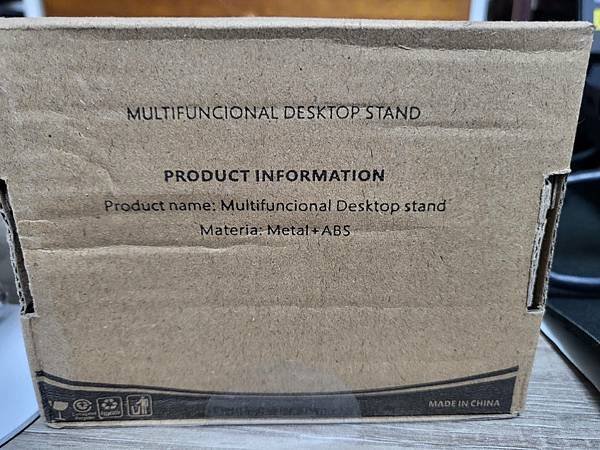 MULTIFUNCIONAL DESKTOP STAND
PRODUCT INFORMATION
Product name: Multifuncional Desktop stand
Materia: Metal+ABS
MADE IN CHINA